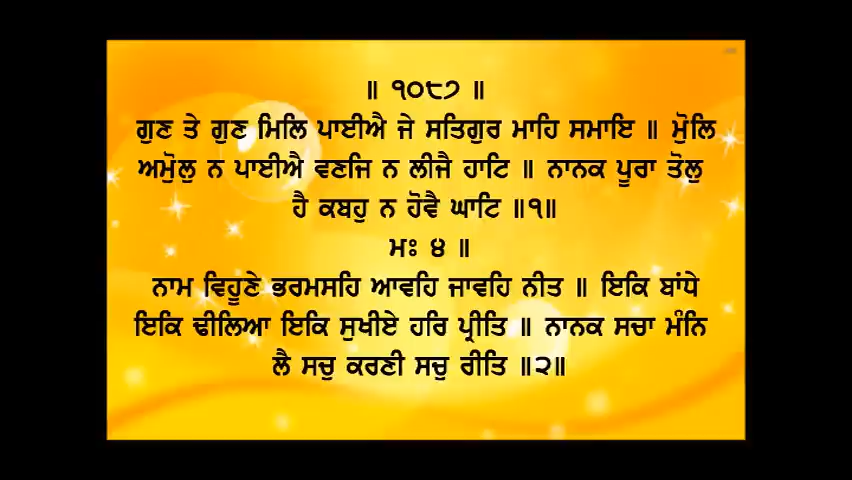 ॥ ੧੦੮੭ ॥
ਗੁਣ ਤੇ ਗੁਣ ਮਿਲਿ ਪਾਈਐ ਜੇ ਸਤਿਗੁਰ ਮਾਹਿ ਸਮਾਇ ॥ ਮੋੁਲਿ
ਅਮੋੁਲੁ ਨ ਪਾਈਐ ਵਣਜਿ ਨ ਲੀਜੈ ਹਾਟਿ ॥ ਨਾਨਕ ਪੂਰਾ ਤੋਲੁ
ਹੈ ਕਬਹੁ ਨ ਹੋਵੈ ਘਾਟਿ ॥੧॥
ਮਃ ੪ ॥
ਨਾਮ ਵਿਹੂਣੇ ਭਰਮਸਹਿ ਆਵਹਿ ਜਾਵਹਿ ਨੀਤ ॥ ਇਕਿ ਬਾਂਧੇ
ਇਕਿ ਢੀਲਿਆ ਇਕਿ ਸੁਖੀਏ ਹਰਿ ਪ੍ਰੀਤਿ ॥ ਨਾਨਕ ਸਚਾ ਮੰਨਿ
ਲੈ ਸਚੁ ਕਰਣੀ ਸਚੁ ਰੀਤਿ ॥੨॥